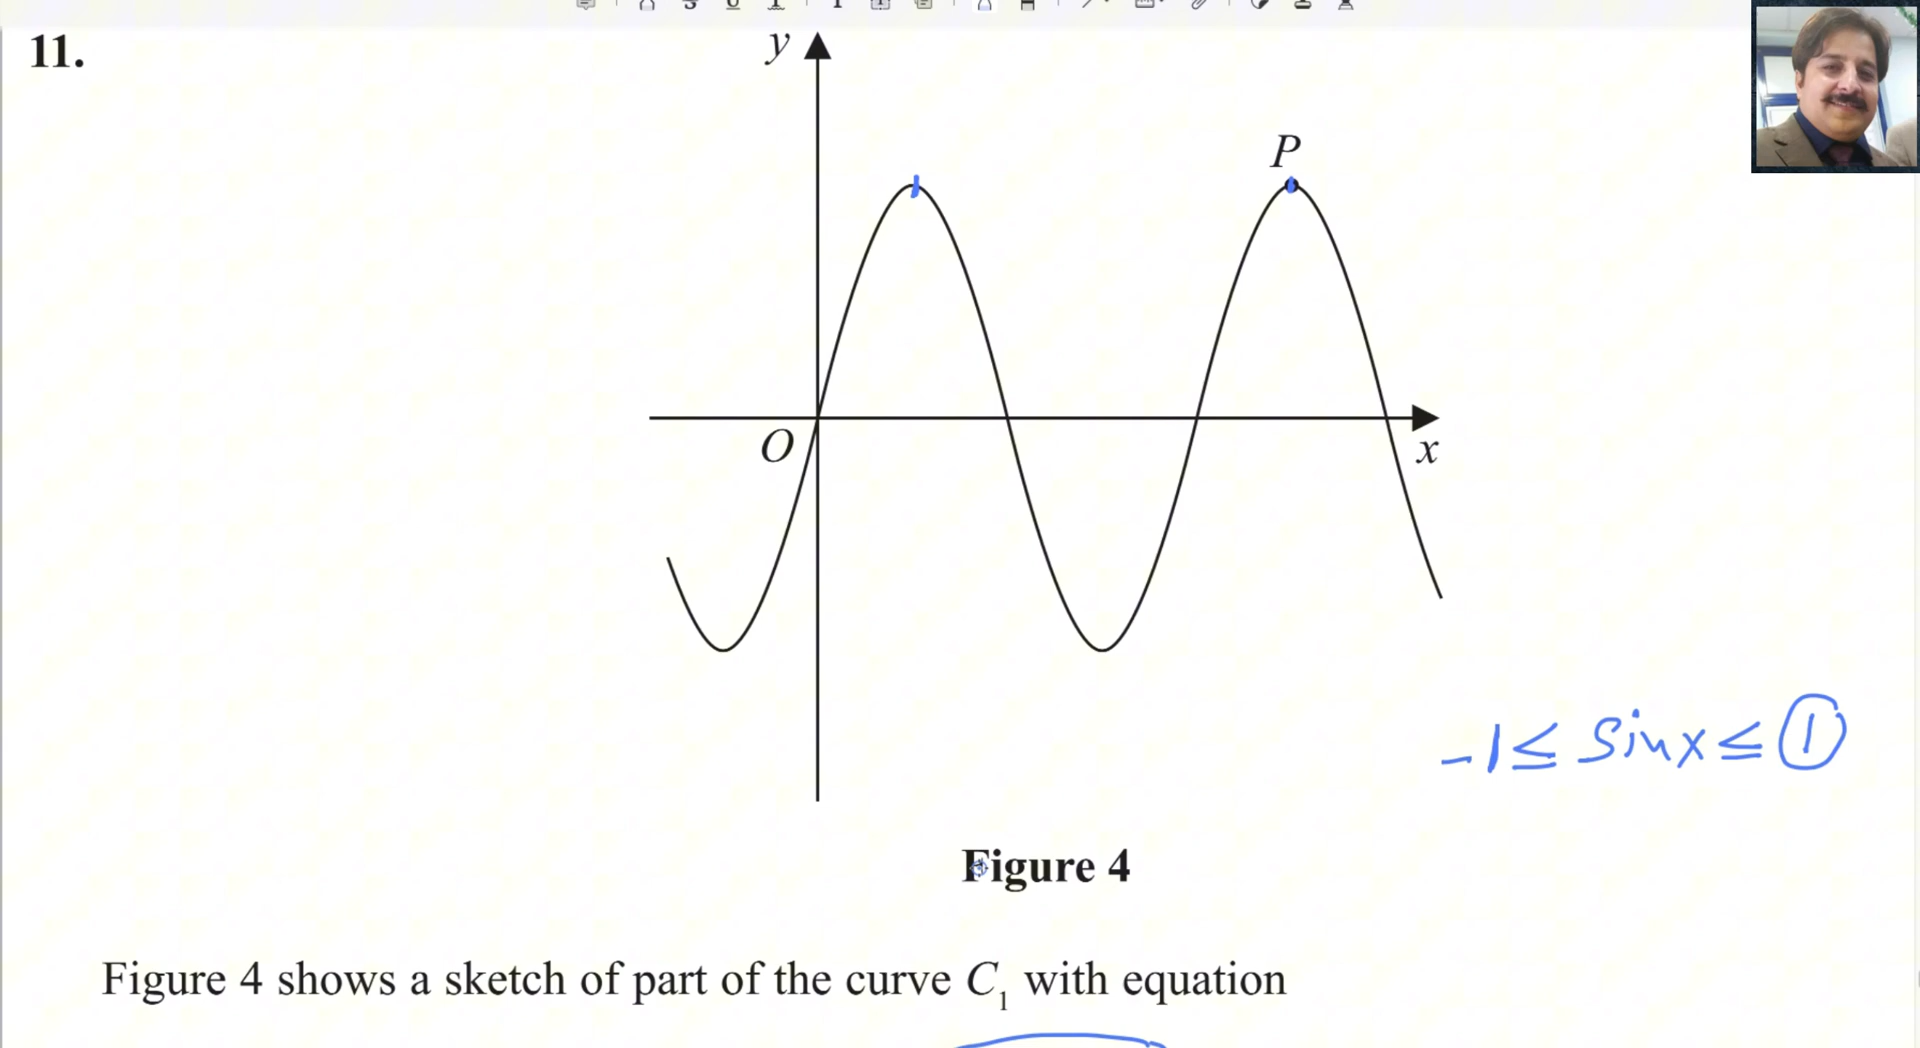 11.
y
P
O
x
-1 ≤ Sinx ≤ 1
Figure 4
Figure 4 shows a sketch of part of the curve C₁ with equation